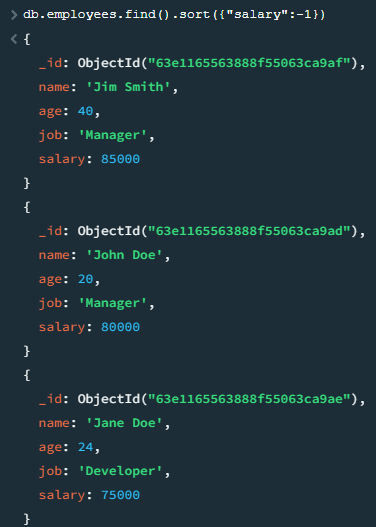 > db.employees.find().sort({"salary":-1})
< {
_id: ObjectId("63e1165563888f55063ca9af"),
name: 'Jim Smith',
age: 40,
job: 'Manager',
salary: 85000
}
{
_id: ObjectId("63e1165563888f55063ca9ad"),
name: 'John Doe',
age: 20,
job: 'Manager',
salary: 80000
}
{
_id: ObjectId("63e1165563888f55063ca9ae"),
name: 'Jane Doe',
age: 24,
job: 'Developer',
salary: 75000
}